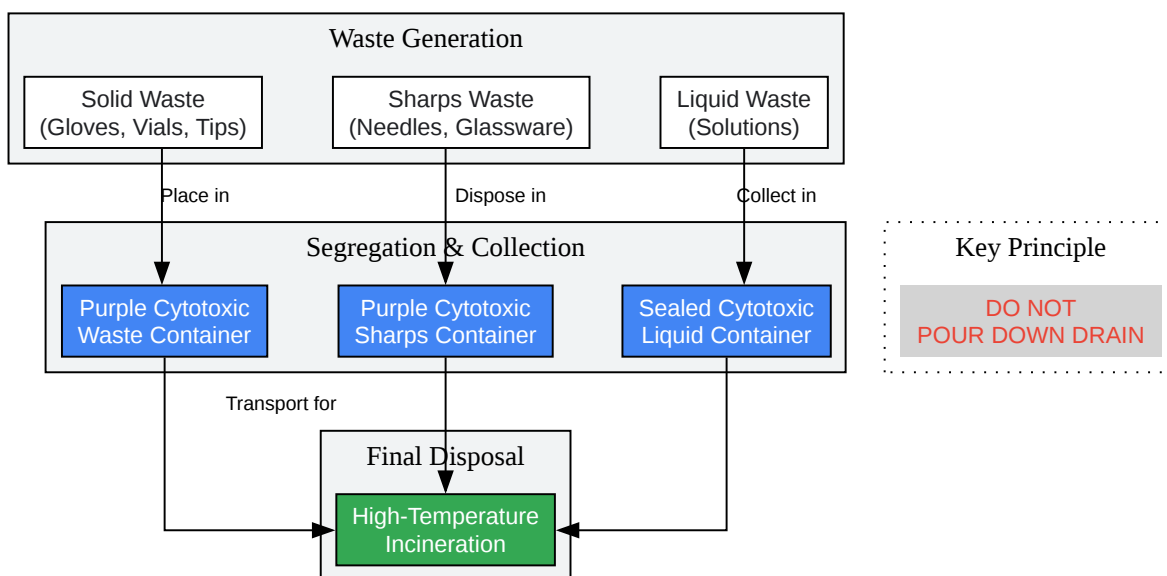 Waste Generation
Solid Waste
(Gloves, Vials, Tips)
Sharps Waste
(Needles, Glassware)
Liquid Waste
(Solutions)
Place in
Dispose in
Collect in
Segregation & Collection
Purple Cytotoxic
Waste Container
Purple Cytotoxic
Sharps Container
Sealed Cytotoxic
Liquid Container
Key Principle
DO NOT
POUR DOWN DRAIN
Transport for
Final Disposal
High-Temperature
Incineration